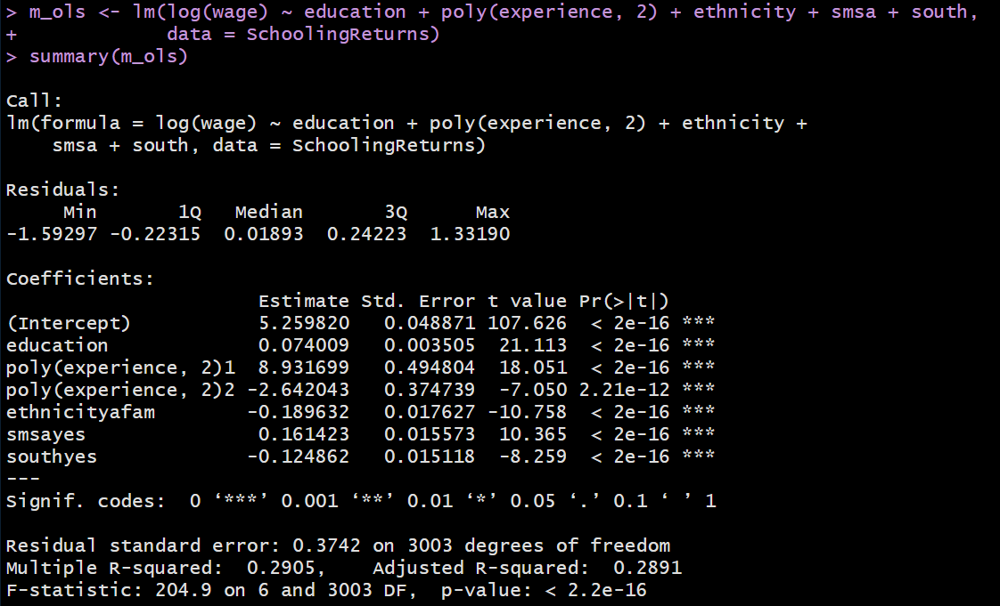 > m_ols <- lm(log(wage) ~ education + poly(experience, 2) + ethnicity + smsa + south,
+             data = SchoolingReturns)
> summary(m_ols)

Call:
lm(formula = log(wage) ~ education + poly(experience, 2) + ethnicity + 
    smsa + south, data = SchoolingReturns)

Residuals:
     Min       1Q   Median       3Q      Max 
-1.59297 -0.22315  0.01893  0.24223  1.33190 

Coefficients:
                      Estimate Std. Error t value Pr(>|t|)    
(Intercept)           5.259820   0.048871 107.626  < 2e-16 ***
education             0.074009   0.003505  21.113  < 2e-16 ***
poly(experience, 2)1  8.931699   0.494804  18.051  < 2e-16 ***
poly(experience, 2)2 -2.642043   0.374739  -7.050 2.21e-12 ***
ethnicityafam        -0.189632   0.017627 -10.758  < 2e-16 ***
smsayes               0.161423   0.015573  10.365  < 2e-16 ***
southyes             -0.124862   0.015118  -8.259  < 2e-16 ***
---
Signif. codes:  0 ‘***’ 0.001 ‘**’ 0.01 ‘*’ 0.05 ‘.’ 0.1 ‘ ’ 1

Residual standard error: 0.3742 on 3003 degrees of freedom
Multiple R-squared:  0.2905,    Adjusted R-squared:  0.2891
F-statistic: 204.9 on 6 and 3003 DF,  p-value: < 2.2e-16